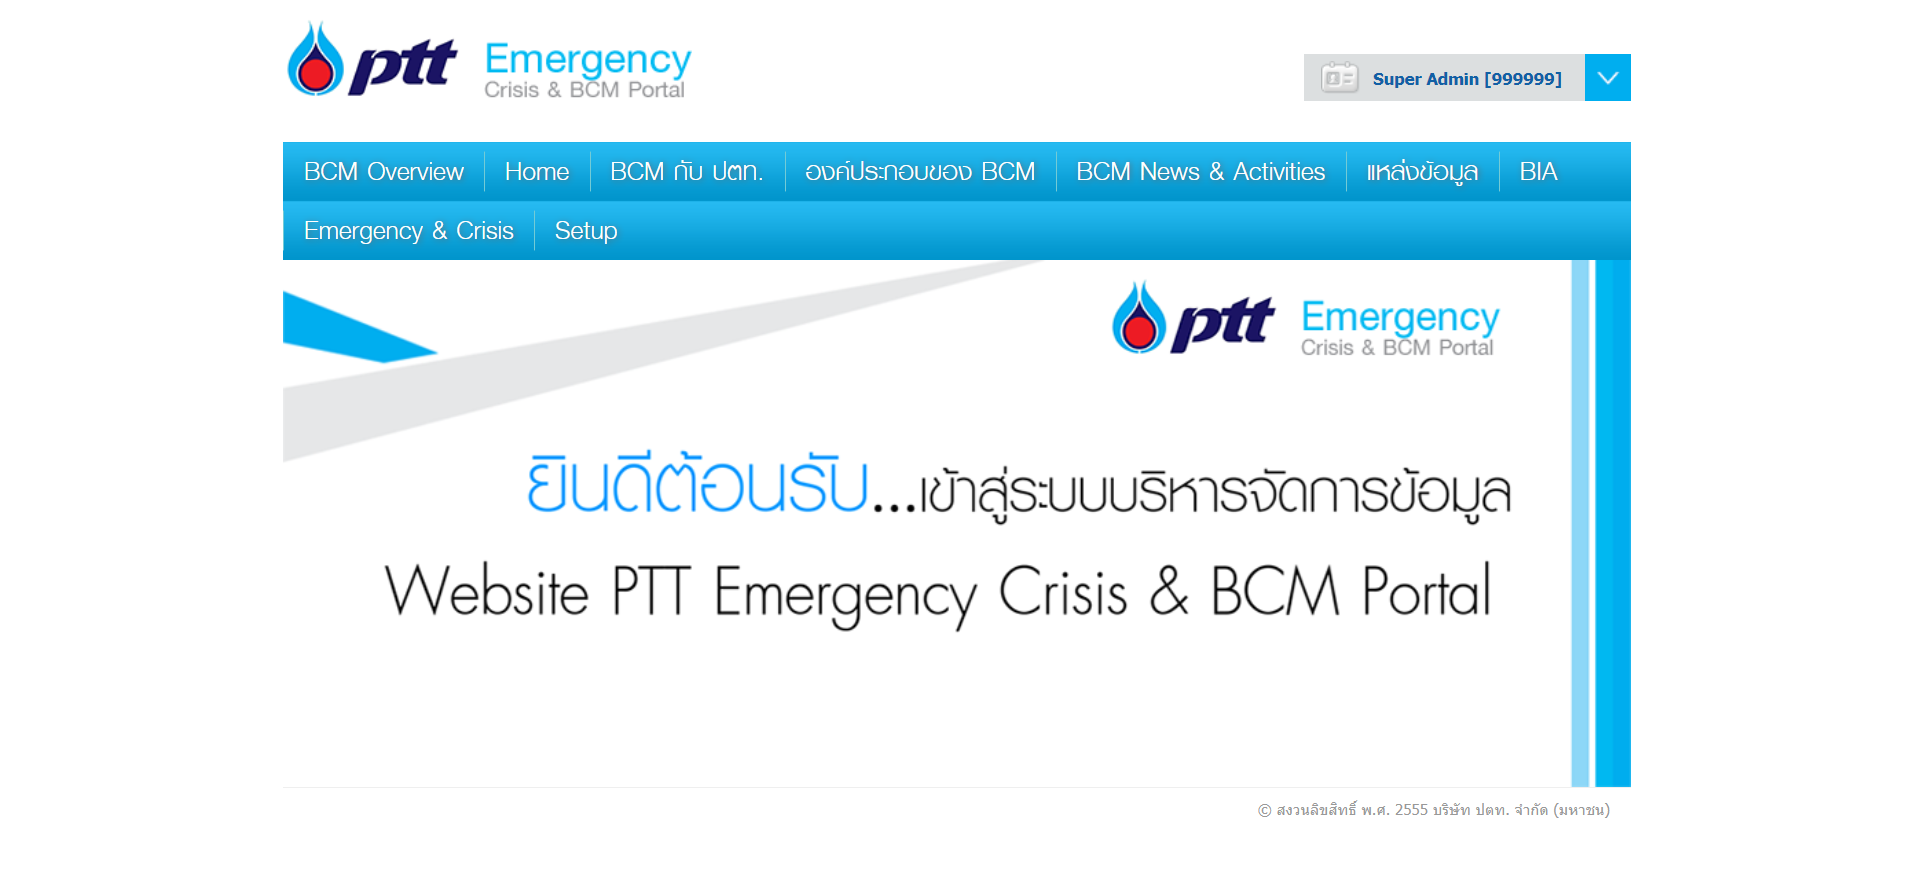 ptt Emergency
Crisis & BCM Portal
Super Admin [999999]
BCM Overview Home BCM กับ ปตท. องค์ประกอบของ BCM BCM News & Activities แหล่งข้อมูล BIA
Emergency & Crisis Setup
ptt Emergency
Crisis & BCM Portal
ยินดีต้อนรับ...เข้าสู่ระบบบริหารจัดการข้อมูล
Website PTT Emergency Crisis & BCM Portal
© สงวนลิขสิทธิ์ พ.ศ. 2555 บริษัท ปตท. จำกัด (มหาชน)